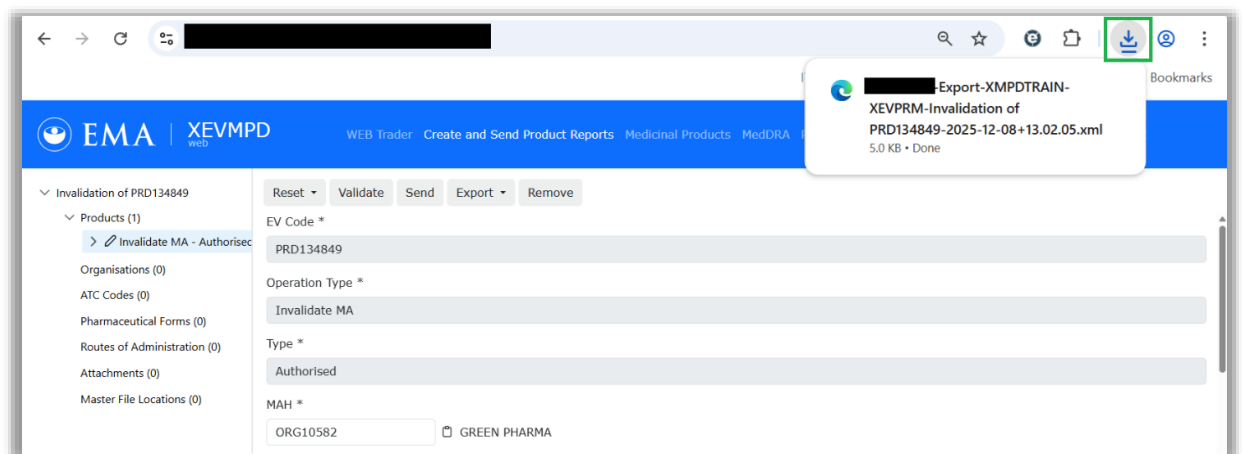 Bookmarks
-Export-XMPDTRAIN-
XEVPRM-Invalidation of
PRD134849-2025-12-08+13.02.05.xml
5.0 KB • Done
EMA | XEVMPD
web
WEB Trader Create and Send Product Reports Medicinal Products MedDRA
Invalidation of PRD134849
Products (1)
Invalidate MA - Authorised
Organisations (0)
ATC Codes (0)
Pharmaceutical Forms (0)
Routes of Administration (0)
Attachments (0)
Master File Locations (0)
Reset Validate Send Export Remove
EV Code *
PRD134849
Operation Type *
Invalidate MA
Type *
Authorised
MAH *
ORG10582 GREEN PHARMA